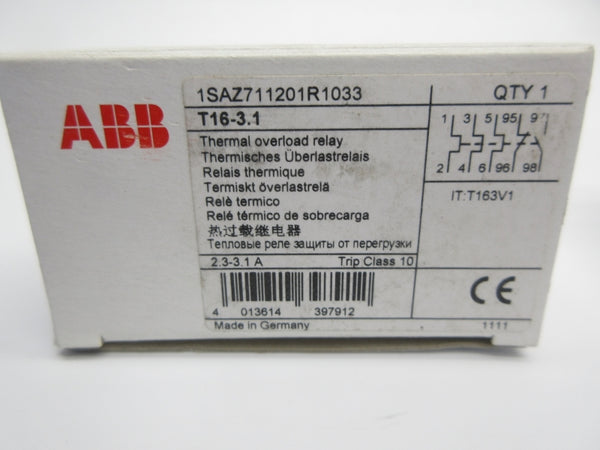 ABB
1SAZ711201R1033
QTY 1
T16-3.1
Thermal overload relay
Thermisches Überlastrelais
Relais thermique
Termiskt överlastrelä
Relè termico
Relé térmico de sobrecarga
热过载继电器
Тепловые реле защиты от перегрузки
2.3-3.1 A Trip Class 10
1 3 5 95 97
2 4 6 96 98
IT:T163V1
4 013614 397912
CE
Made in Germany
1111